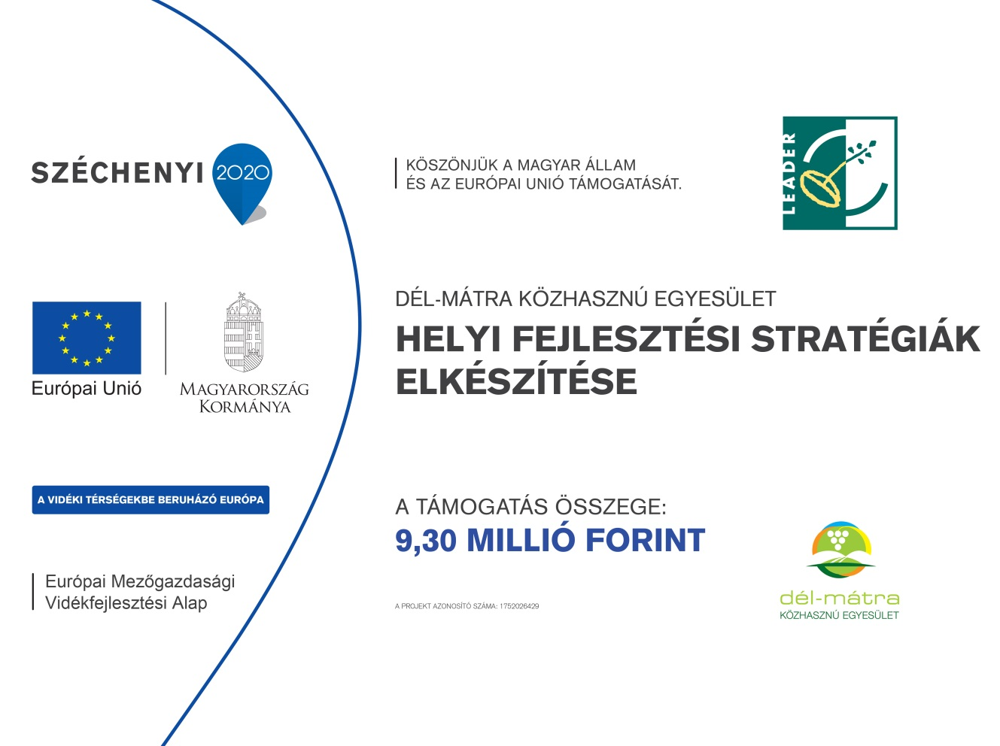 SZÉCHENYI 2020
Európai Unió
MAGYARORSZÁG
KORMÁNYA
A VIDÉKI TÉRSÉGEKBE BERUHÁZÓ EURÓPA
Európai Mezőgazdasági
Vidékfejlesztési Alap
KÖSZÖNJÜK A MAGYAR ÁLLAM
ÉS AZ EURÓPAI UNIÓ TÁMOGATÁSÁT.
LEADER
DÉL-MÁTRA KÖZHASZNÚ EGYESÜLET
HELYI FEJLESZTÉSI STRATÉGIÁK
ELKÉSZÍTÉSE
A TÁMOGATÁS ÖSSZEGE:
9,30 MILLIÓ FORINT
A PROJEKT AZONOSÍTÓ SZÁMA: 1752026429
dél-mátra
KÖZHASZNÚ EGYESÜLET